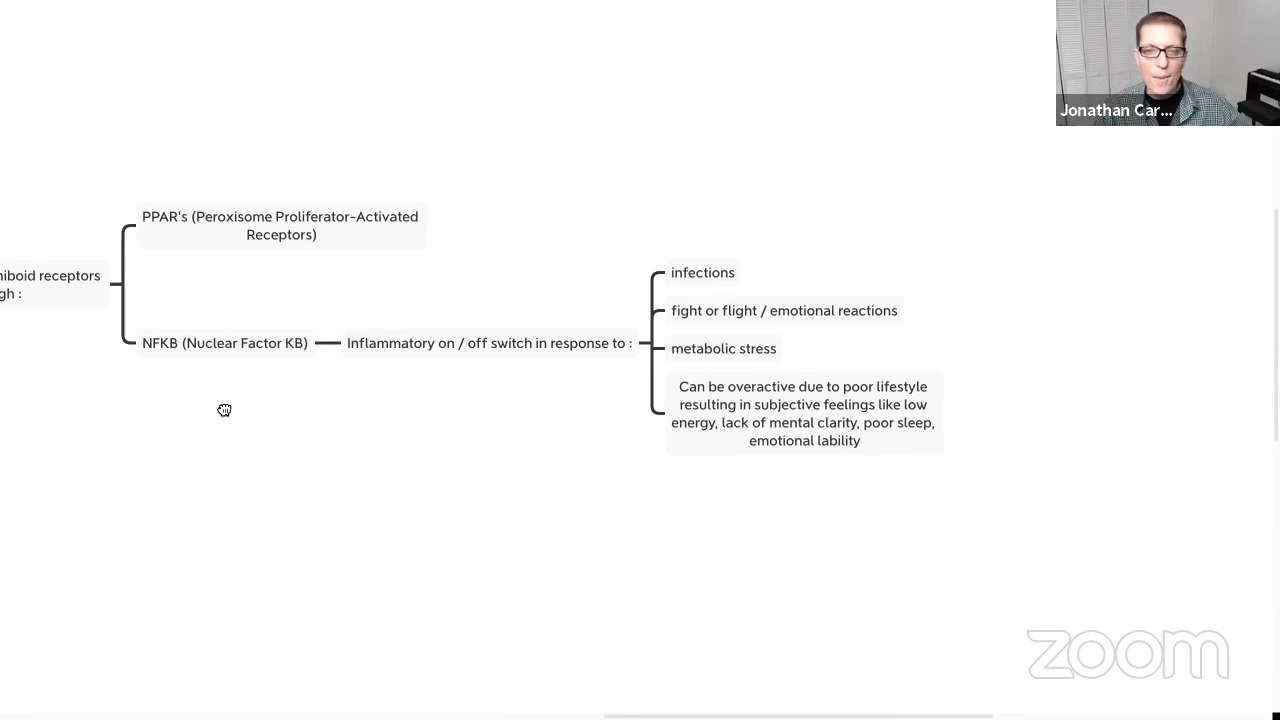 Jonathan Car...
PPAR's (Peroxisome Proliferator-Activated
Receptors)
niboid receptors
gh :
NFKB (Nuclear Factor KB)
Inflammatory on / off switch in response to :
infections
fight or flight / emotional reactions
metabolic stress
Can be overactive due to poor lifestyle
resulting in subjective feelings like low
energy, lack of mental clarity, poor sleep,
emotional lability
zoom